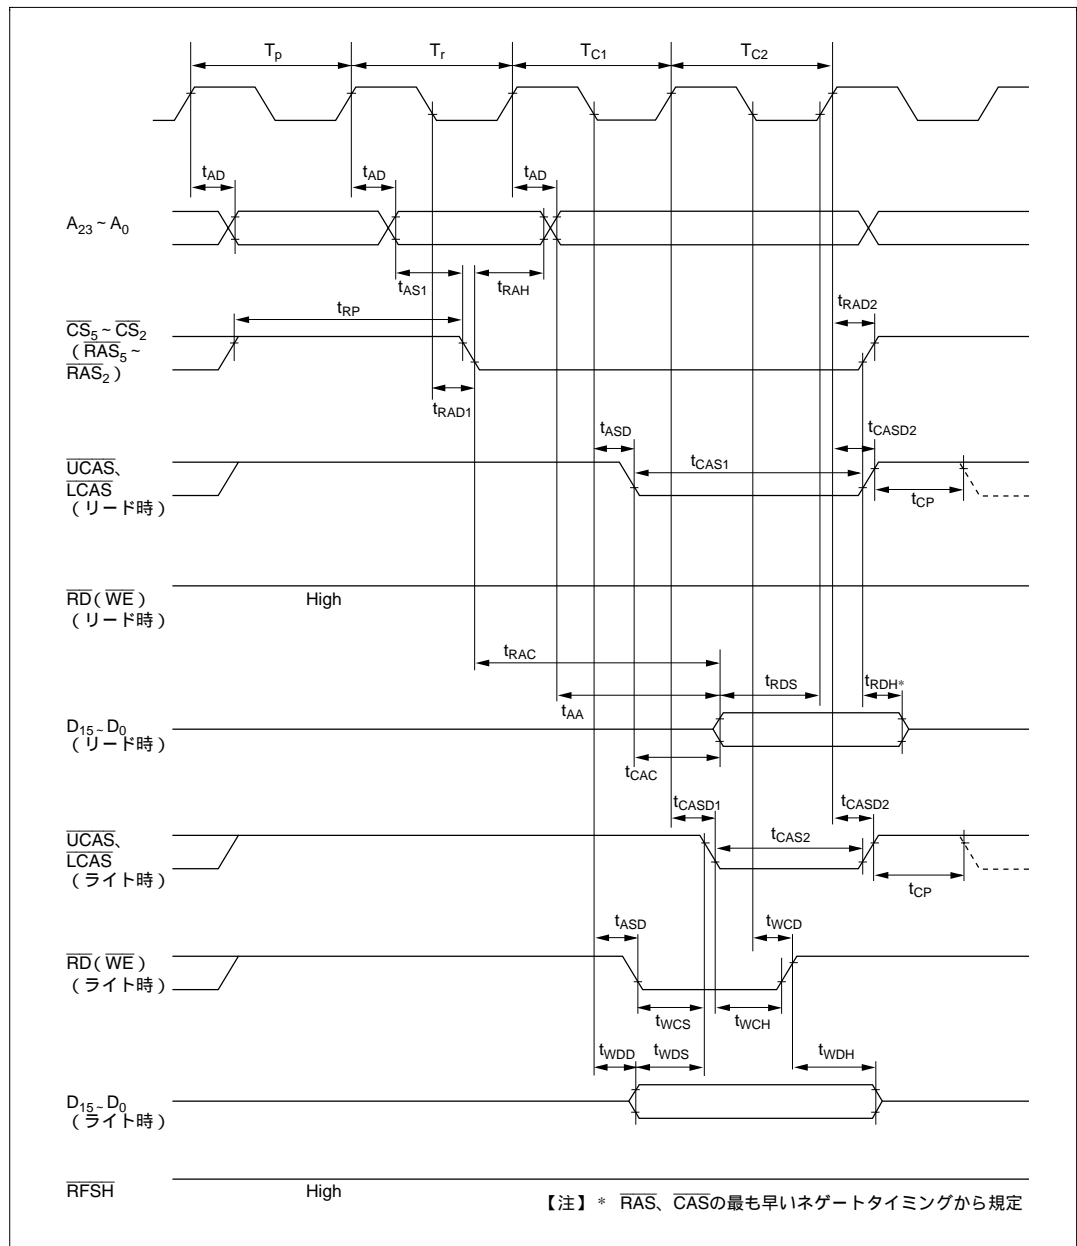 Tp Tr TC1 TC2
tAD tAD tAD
A23 ~ A0
tAS1 tRAH
tRP tRAD2
CS5 ~ CS2
( RAS5 ~
RAS2 )
tRAD1
tASD tCASD2
UCAS、 tCAS1
LCAS
( リード時 ) tCP
RD( WE ) High
( リード時 )
tRAC
tRDS tRDH*
tAA
D15 ~ D0
( リード時 )
tCAC
tCASD1 tCASD2
UCAS、 tCAS2
LCAS
( ライト時 ) tCP
tASD tWCD
RD( WE )
( ライト時 )
tWCS tWCH
tWDD tWDS tWDH
D15 ~ D0
( ライト時 )
RFSH High
【注】 * RAS、CASの最も早いネゲートタイミングから規定